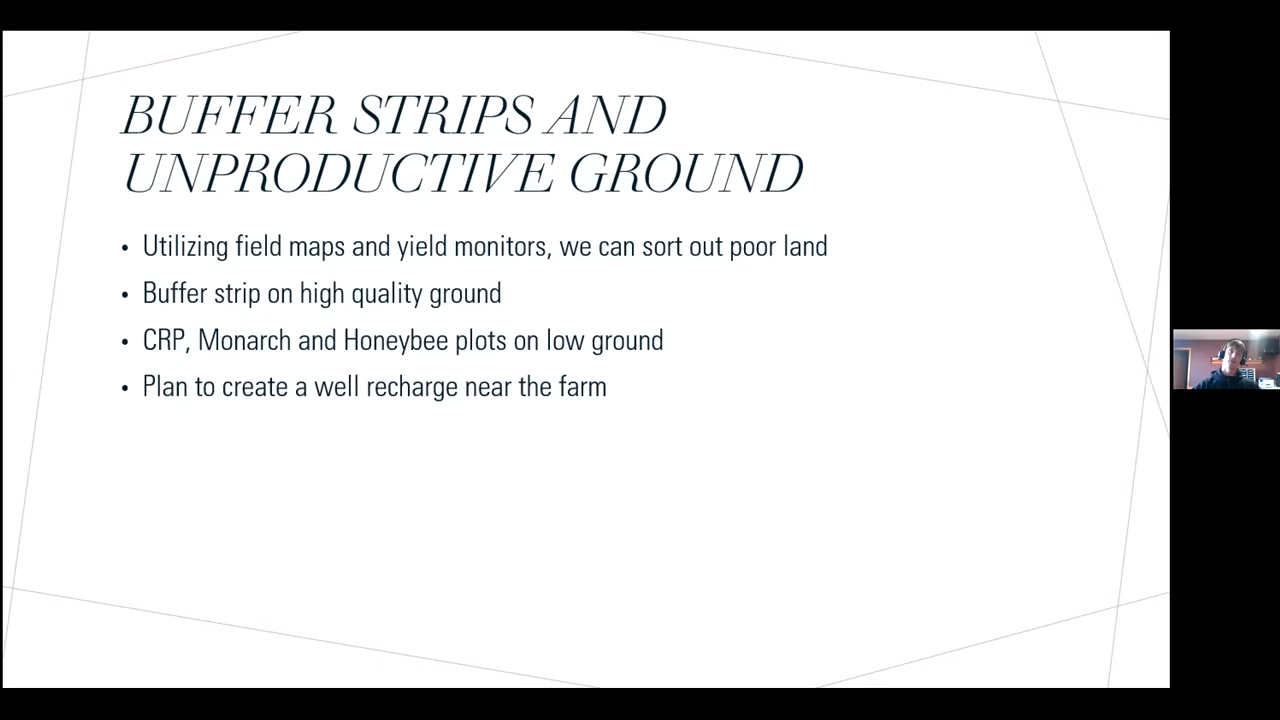 BUFFER STRIPS AND
UNPRODUCTIVE GROUND
• Utilizing field maps and yield monitors, we can sort out poor land
• Buffer strip on high quality ground
• CRP, Monarch and Honeybee plots on low ground
• Plan to create a well recharge near the farm